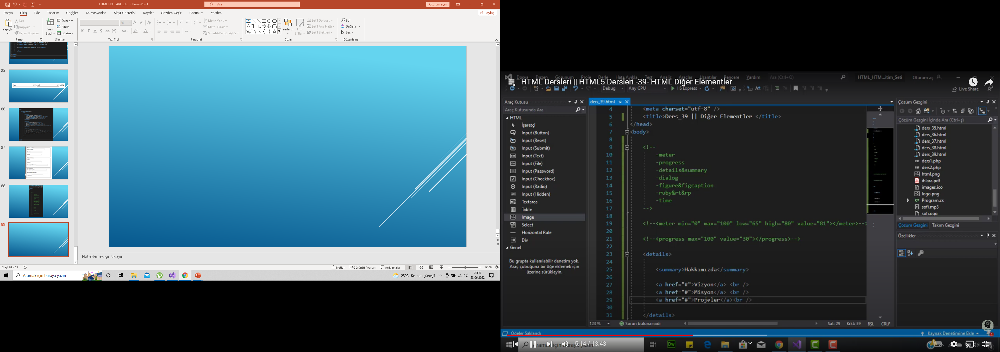 HTML NOTLARI.pptx - PowerPoint
Ara
Oturum açın
Dosya Giriş Ekle Tasarım Geçişler Animasyonlar Slayt Gösterisi Kaydet Gözden Geçir Görünüm Yardım
Paylaş
Yapıştır
Kes
Kopyala
Biçim Boyacısı
Pano
Yeni
Slayt
Düzen
Sıfırla
Bölüm
Slaytlar
36
Yazı Tipi
Metin Yönü
Metni Hizala
SmartArt'a Dönüştür
Paragraf
Yerleştir
Hızlı
Stiller
Şekil Dolgusu
Şekil Ana Hattı
Şekil Efektleri
Çizim
Bul
Değiştir
Seç
Düzenleme
85
86
87
88
89
Not eklemek için tıklayın
Slayt 89 / 89
Notlar
Görüntü Ayarları
Açıklamalar
%108
Aramak için buraya yazın
23°C Kısmen güneşli
20:30
23.06.2022
Dosya Düzen Görünüm Proje Derle Hata Ayıkla Test Analiz Araçlar Uzantılar Pencere Yardım
Ara (Ctrl+Q)
HTML_HTM...itim_Seti
Oturum aç
HTML Dersleri || HTML5 Dersleri -39- HTML Diğer Elementler
Debug Any CPU IIS Express
Live Share
Araç Kutusu
Araç Kutusunda Ara
HTML
İşaretçi
Input (Button)
Input (Reset)
Input (Submit)
Input (Text)
Input (File)
Input (Password)
Input (Checkbox)
Input (Radio)
Input (Hidden)
Textarea
Table
Image
Select
Horizontal Rule
Div
Genel
Bu grupta kullanılabilir denetim yok.
Araç çubuğuna bir öğe eklemek için
üzerine sürükleyin.
ders_39.html
4 <meta charset="utf-8" />
5 <title>Ders_39 || Diğer Elementler </title>
6 </head>
7 <body>
8
9 <!--
10 -meter
11 -progress
12 -details&summary
13 -dialog
14 -figure&figcaption
15 -ruby&rt&rp
16 -time
17 -->
18
19 <!--<meter min="0" max="100" low="65" high="80" value="81"></meter>-->
20
21 <!--<progress max="100" value="30"></progress>-->
22
23 <details>
24
25 <summary>Hakkımızda</summary>
26
27 <a href="#">Vizyon</a> <br />
28 <a href="#">Misyon</a> <br />
29 <a href="#">Projeler</a><br />
30
31 </details>
123 %
Sorun bulunamadı
Sat: 29 Krkt: 39 BŞL CRLF
Çözüm Gezgini
Çözüm Gezgini İçinde Ara (Ctrl+ş)
ders_35.html
ders_36.html
ders_37.html
ders_38.html
ders_39.html
ders1.php
ders2.php
html.png
ihlara.pdf
images.ico
logo.png
Program.cs
sofi.mp3
sofi.ogg
Çözüm Gezgini Takım Gezgini
Özellikler
Öğeler Saklandı
Kaynak Denetimine Ekle
Aramak için buraya yazın
5:14 / 13:43